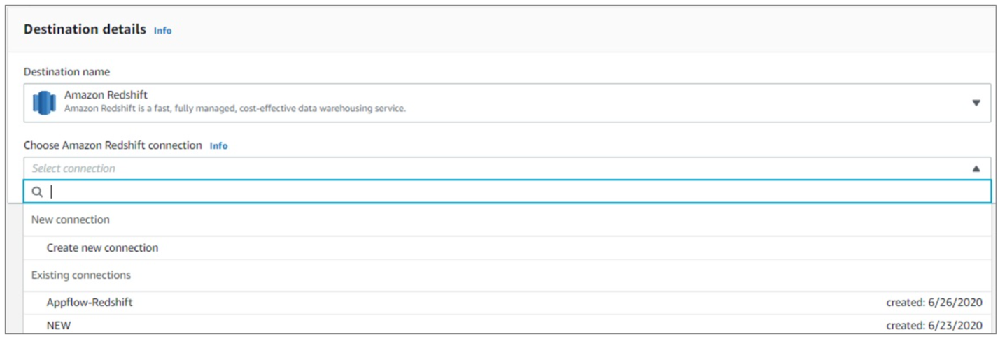 Destination details Info
Destination name
Amazon Redshift
Amazon Redshift is a fast, fully managed, cost-effective data warehousing service.
Choose Amazon Redshift connection Info
Select connection
New connection
Create new connection
Existing connections
Appflow-Redshift created: 6/26/2020
NEW created: 6/23/2020